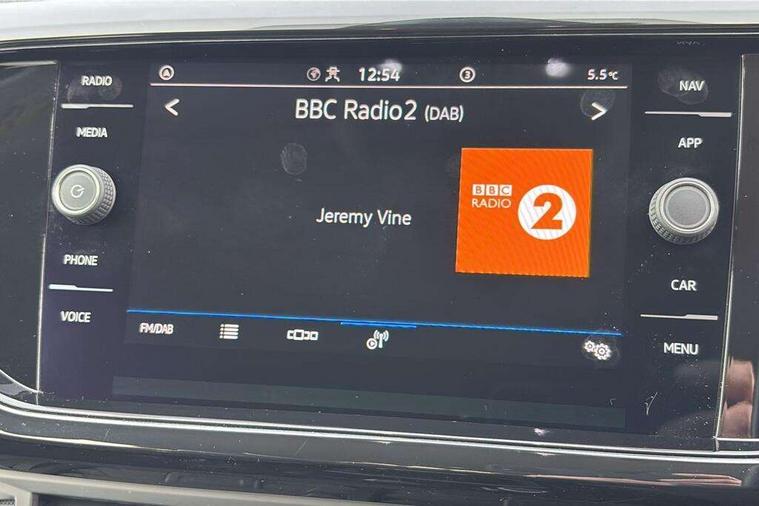 RADIO
MEDIA
PHONE
VOICE
A
12:54
3
5.5°C
BBC Radio2 (DAB)
Jeremy Vine
BBC
RADIO
2
FM/DAB
NAV
APP
CAR
MENU